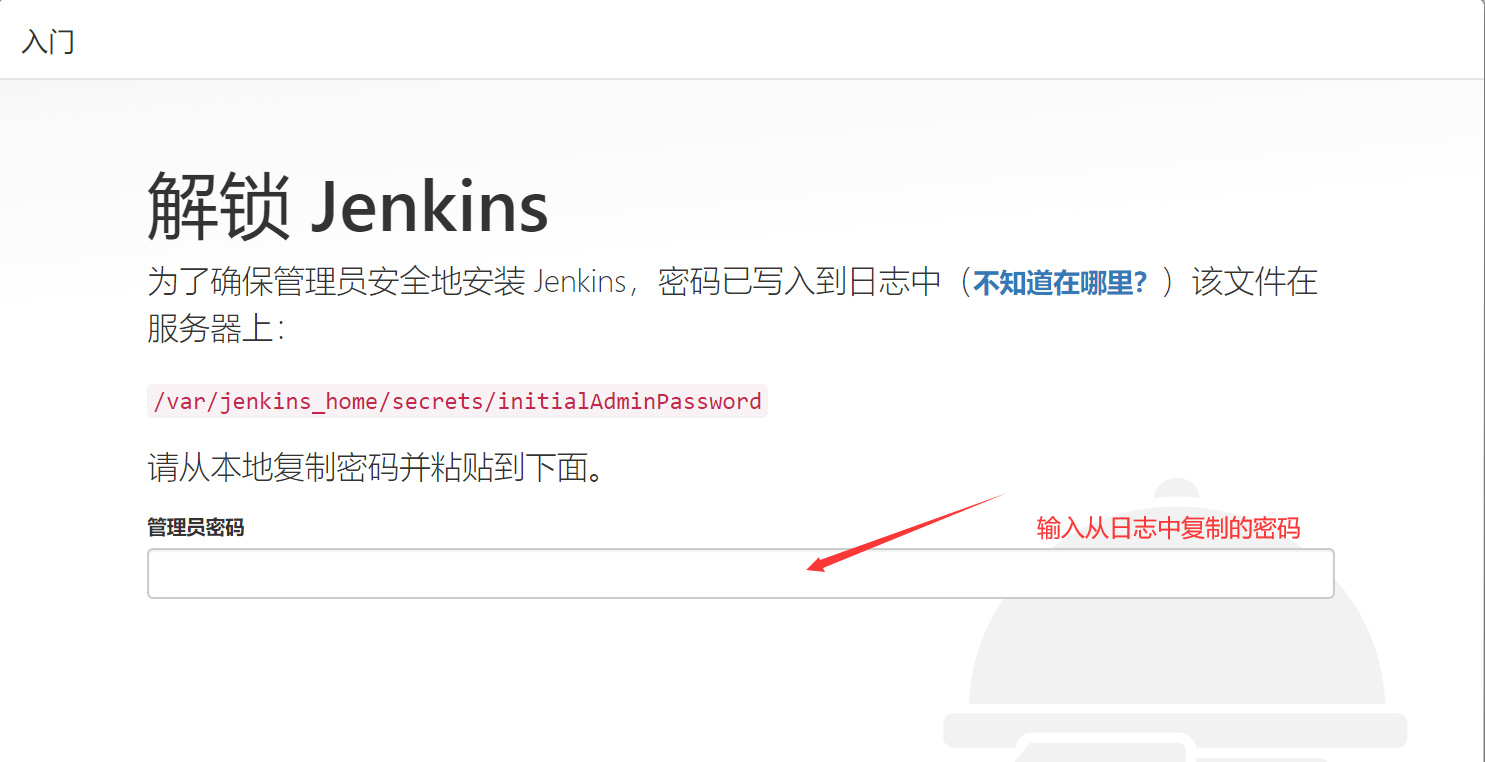 入门
解锁 Jenkins
为了确保管理员安全地安装 Jenkins，密码已写入到日志中（不知道在哪里？）该文件在
服务器上：
/var/jenkins_home/secrets/initialAdminPassword
请从本地复制密码并粘贴到下面。
管理员密码
输入从日志中复制的密码